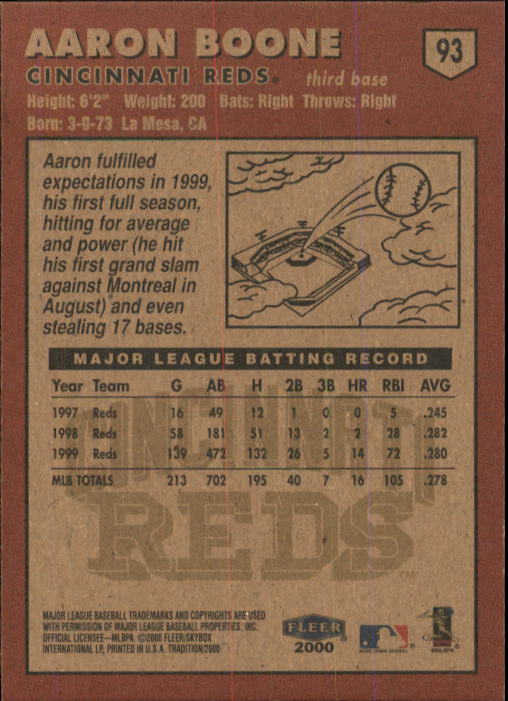 AARON BOONE
93
CINCINNATI REDS® third base
Height: 6'2" Weight: 200 Bats: Right Throws: Right
Born: 3-9-73 La Mesa, CA
Aaron fulfilled
expectations in 1999,
his first full season,
hitting for average
and power (he hit
his first grand slam
against Montreal in
August) and even
stealing 17 bases.
MAJOR LEAGUE BATTING RECORD
Year Team G AB H 2B 3B HR RBI AVG
1997 Reds 16 49 12 1 0 0 5 .245
1998 Reds 58 181 51 13 2 2 28 .282
1999 Reds 139 472 132 26 5 14 72 .280
MLB TOTALS 213 702 195 40 7 16 105 .278
CINCINNATI
REDS
TM
MAJOR LEAGUE BASEBALL TRADEMARKS AND COPYRIGHTS ARE USED
WITH PERMISSION OF MAJOR LEAGUE BASEBALL PROPERTIES, INC.
OFFICIAL LICENSEE—MLBPA ©2000 FLEER/SKYBOX
INTERNATIONAL LP, PRINTED IN U.S.A. TRADITION/2000
FLEER
2000
MAJOR LEAGUE BASEBALL
©MLBPA